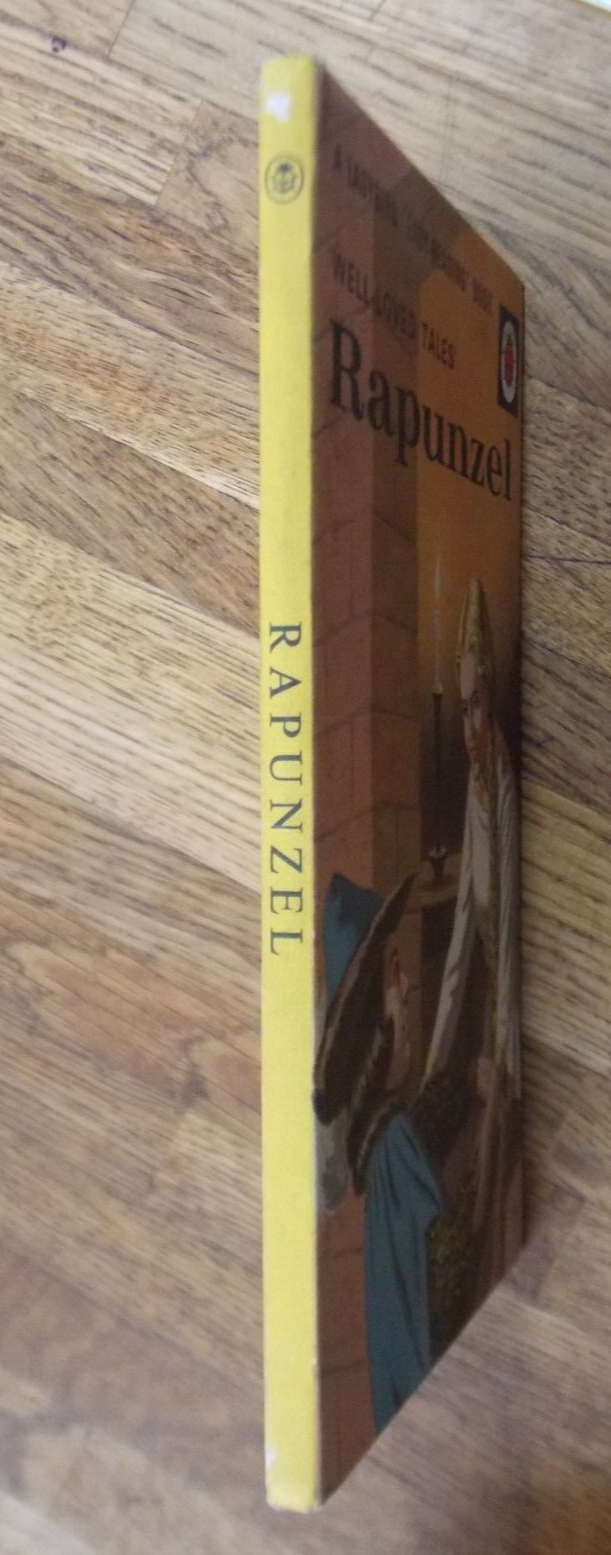 RAPUNZEL
A LADYBIRD 'EASY-READING' BOOK
'WELL-LOVED TALES'
Rapunzel